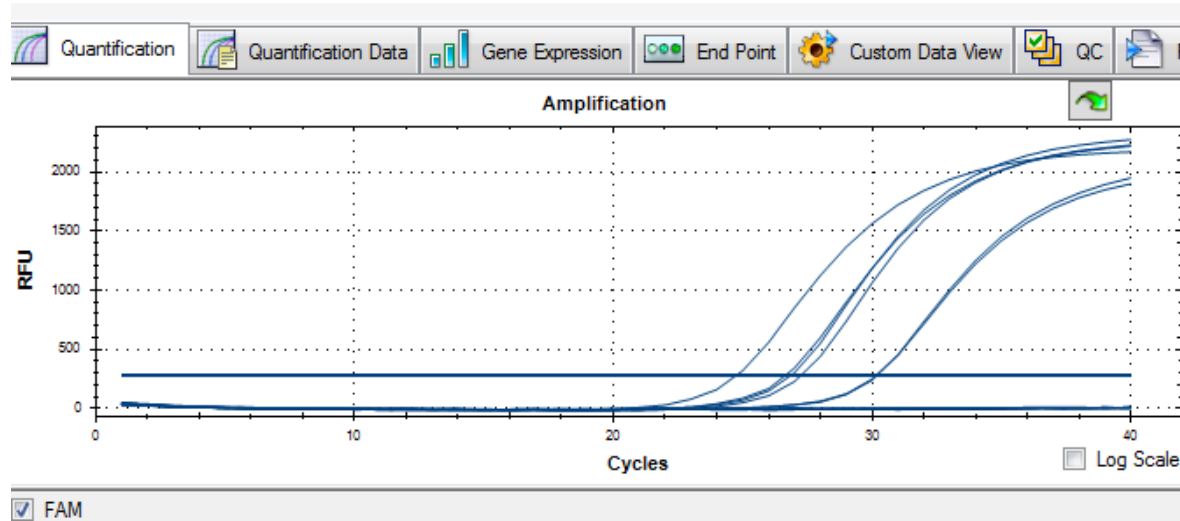 Quantification Quantification Data Gene Expression End Point Custom Data View QC
Amplification
2000
1500
1000
500
0
RFU
0 10 20 30 40
Cycles
Log Scale
FAM